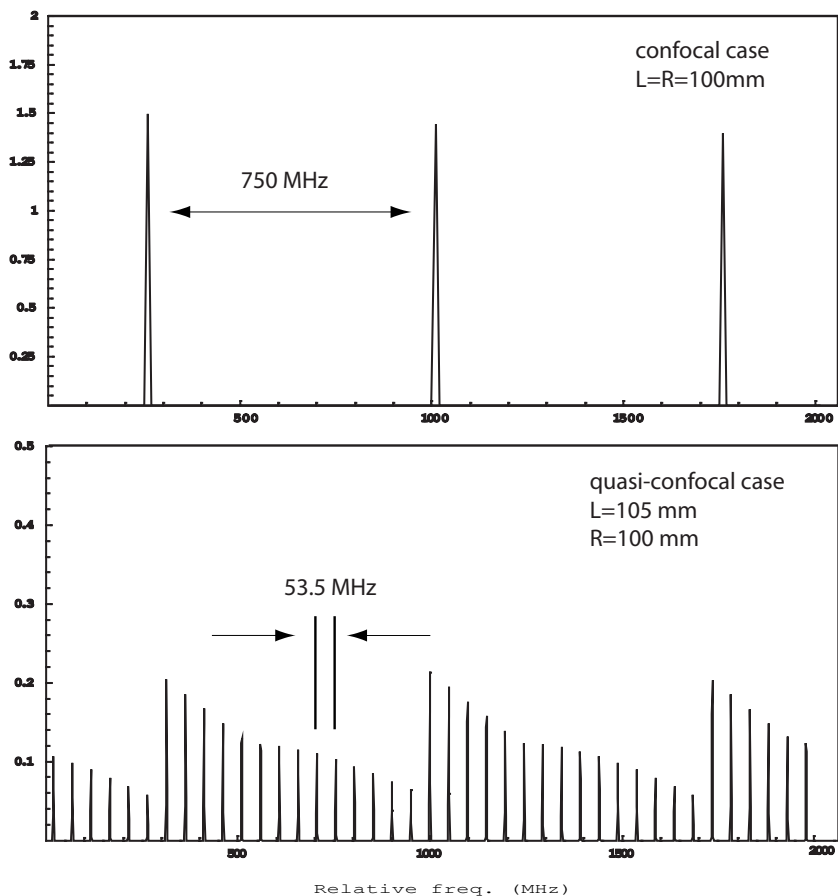 2
1.75
1.5
1.25
1
0.75
0.5
0.25
500
1000
1500
2000
confocal case
L=R=100mm
750 MHz
0.5
0.4
0.3
0.2
0.1
500
1000
1500
2000
quasi-confocal case
L=105 mm
R=100 mm
53.5 MHz
Relative freq. (MHz)